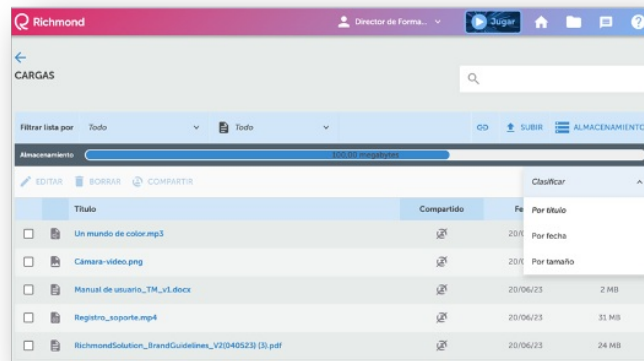 Richmond
Director de Forma...
Jugar
CARGAS
Filtrar lista por
Todo
Todo
SUBIR
ALMACENAMIENTO
Almacenamiento
100,00 megabytes
EDITAR
BORRAR
COMPARTIR
Clasificar
Título
Compartido
Fe
Por título
Un mundo de color.mp3
20/0
Por fecha
Cámara-video.png
20/0
Por tamaño
Manual de usuario_TM_v1.docx
20/06/23
2 MB
Registro_soporte.mp4
20/06/23
31 MB
RichmondSolution_BrandGuidelines_V2(040523) (3).pdf
20/06/23
24 MB